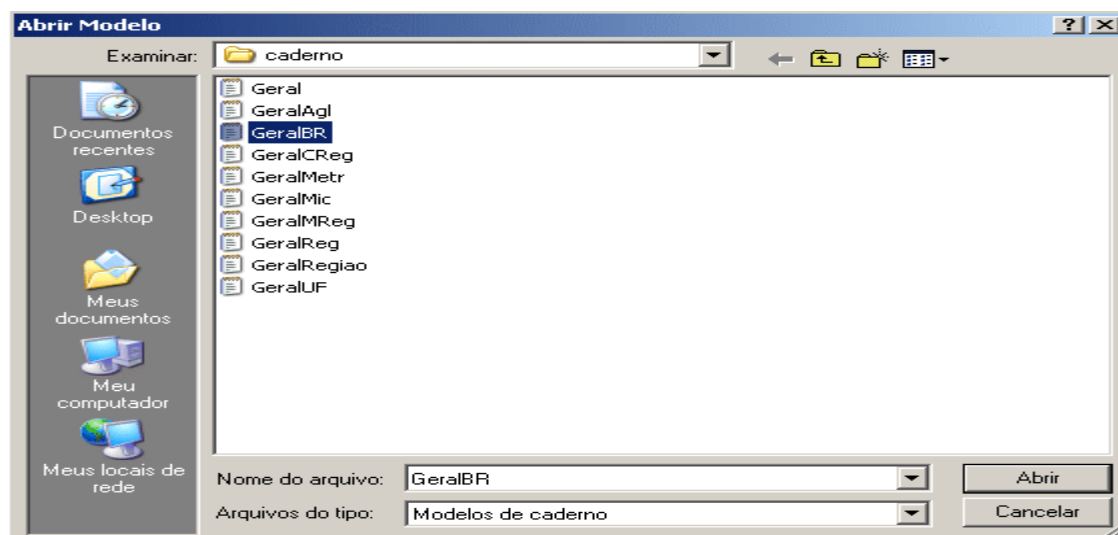 Abrir Modelo
Examinar:
caderno
Documentos
recentes
Desktop
Meus
documentos
Meu
computador
Meus locais de
rede
Geral
GeralAgl
GeralBR
GeralCReg
GeralMetr
GeralMic
GeralMReg
GeralReg
GeralRegiao
GeralUF
Nome do arquivo:
GeralBR
Abrir
Arquivos do tipo:
Modelos de caderno
Cancelar